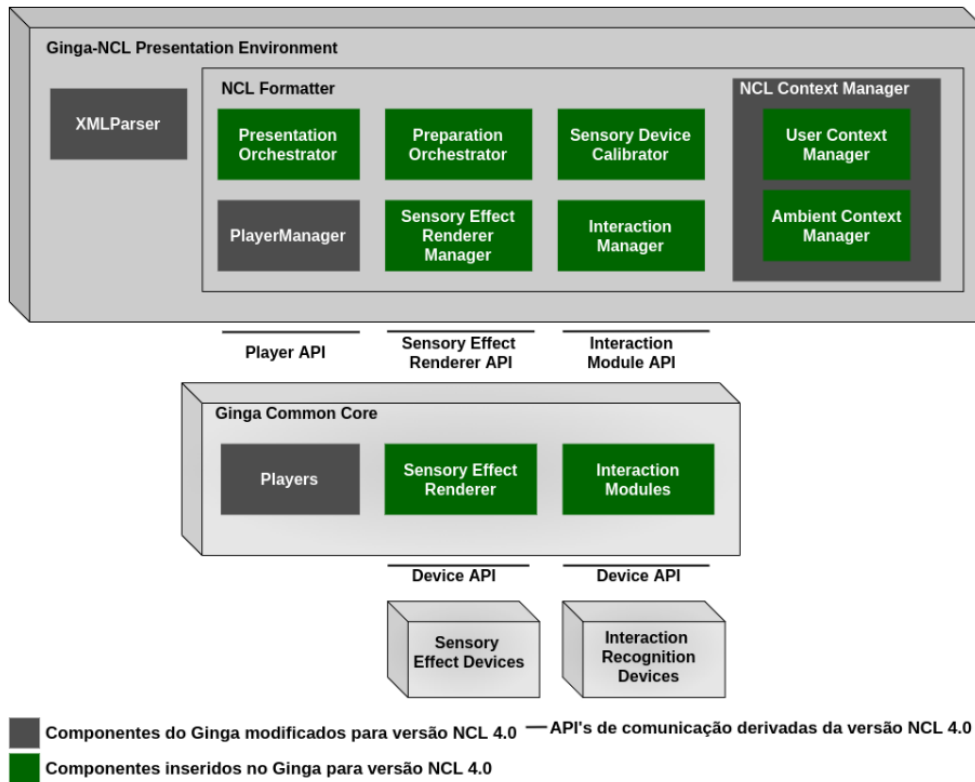 Ginga-NCL Presentation Environment
XMLParser
NCL Formatter
Presentation
Orchestrator
Preparation
Orchestrator
Sensory Device
Calibrator
PlayerManager
Sensory Effect
Renderer
Manager
Interaction
Manager
NCL Context Manager
User Context
Manager
Ambient Context
Manager
Player API
Sensory Effect
Renderer API
Interaction
Module API
Ginga Common Core
Players
Sensory Effect
Renderer
Interaction
Modules
Device API
Device API
Sensory
Effect Devices
Interaction
Recognition
Devices
Componentes do Ginga modificados para versão NCL 4.0
API's de comunicação derivadas da versão NCL 4.0
Componentes inseridos no Ginga para versão NCL 4.0